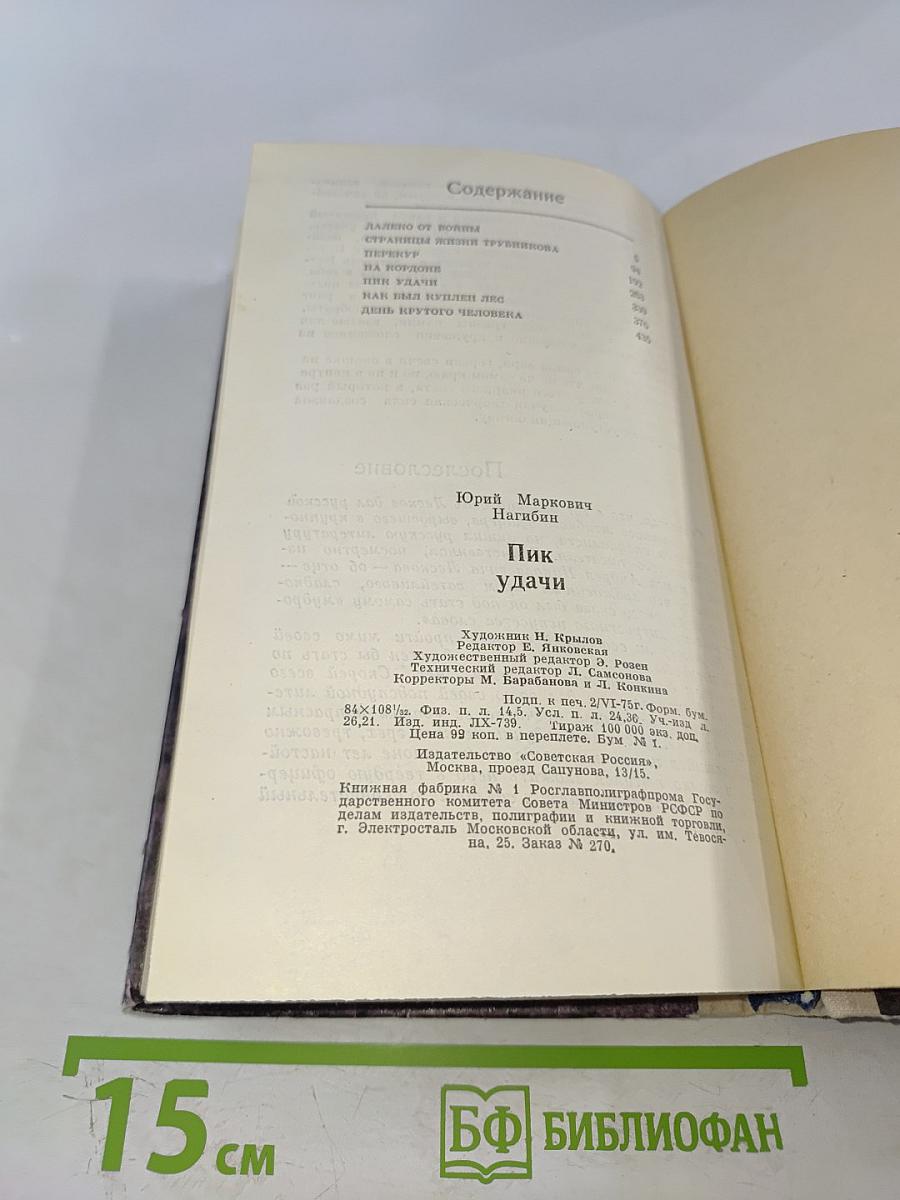 Содержание
ДАЛЕКО ОТ ВОЙНЫ
СТРАНИЦЫ ЖИЗНИ ТРУБНИКОВА 5
ПЕРЕКУР
НА КОРДОНЕ
ПИК УДАЧИ
КАК БЫЛ КУПЛЕН ЛЕС
ДЕНЬ КРУТОГО ЧЕЛОВЕКА 376
Послесловие
Юрий Маркович
Нагибин
Пик
удачи
Художник Н. Крылов
Редактор Е. Янковская
Художественный редактор Э. Розен
Технический редактор Л. Самсонова
Корректоры М. Барабанова и Л. Конкина
Подп. к печ. 2/VI-75г. Форм. бум.
84×108¹/₃₂. Физ. п. л. 14,5. Усл. п. л. 24,36. Уч.-изд л.
26,21. Изд. инд. ЛХ-739. Тираж 100 000 экз. доп.
Цена 99 коп. в переплете. Бум № 1.
Издательство «Советская Россия»,
Москва, проезд Сапунова, 13/15.
Книжная фабрика № 1 Росглавполиграфпрома Госу-
дарственного комитета Совета Министров РСФСР по
делам издательств, полиграфии и книжной торговли,
г. Электросталь Московской области, ул. им. Тевося-
на, 25. Заказ № 270.
15 см
БФ БИБЛИОФАН